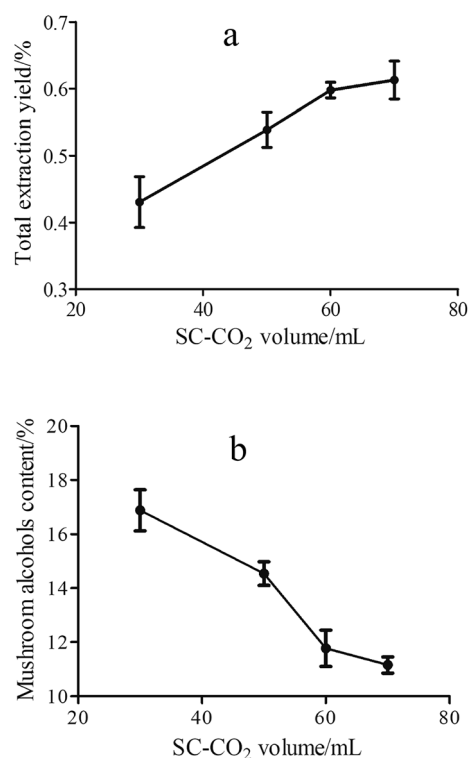 a
Total extraction yield/%
0.7
0.6
0.5
0.4
0.3
20 40 60 80
SC-CO₂ volume/mL
b
Mushroom alcohols content/%
20
18
16
14
12
10
20 40 60 80
SC-CO₂ volume/mL